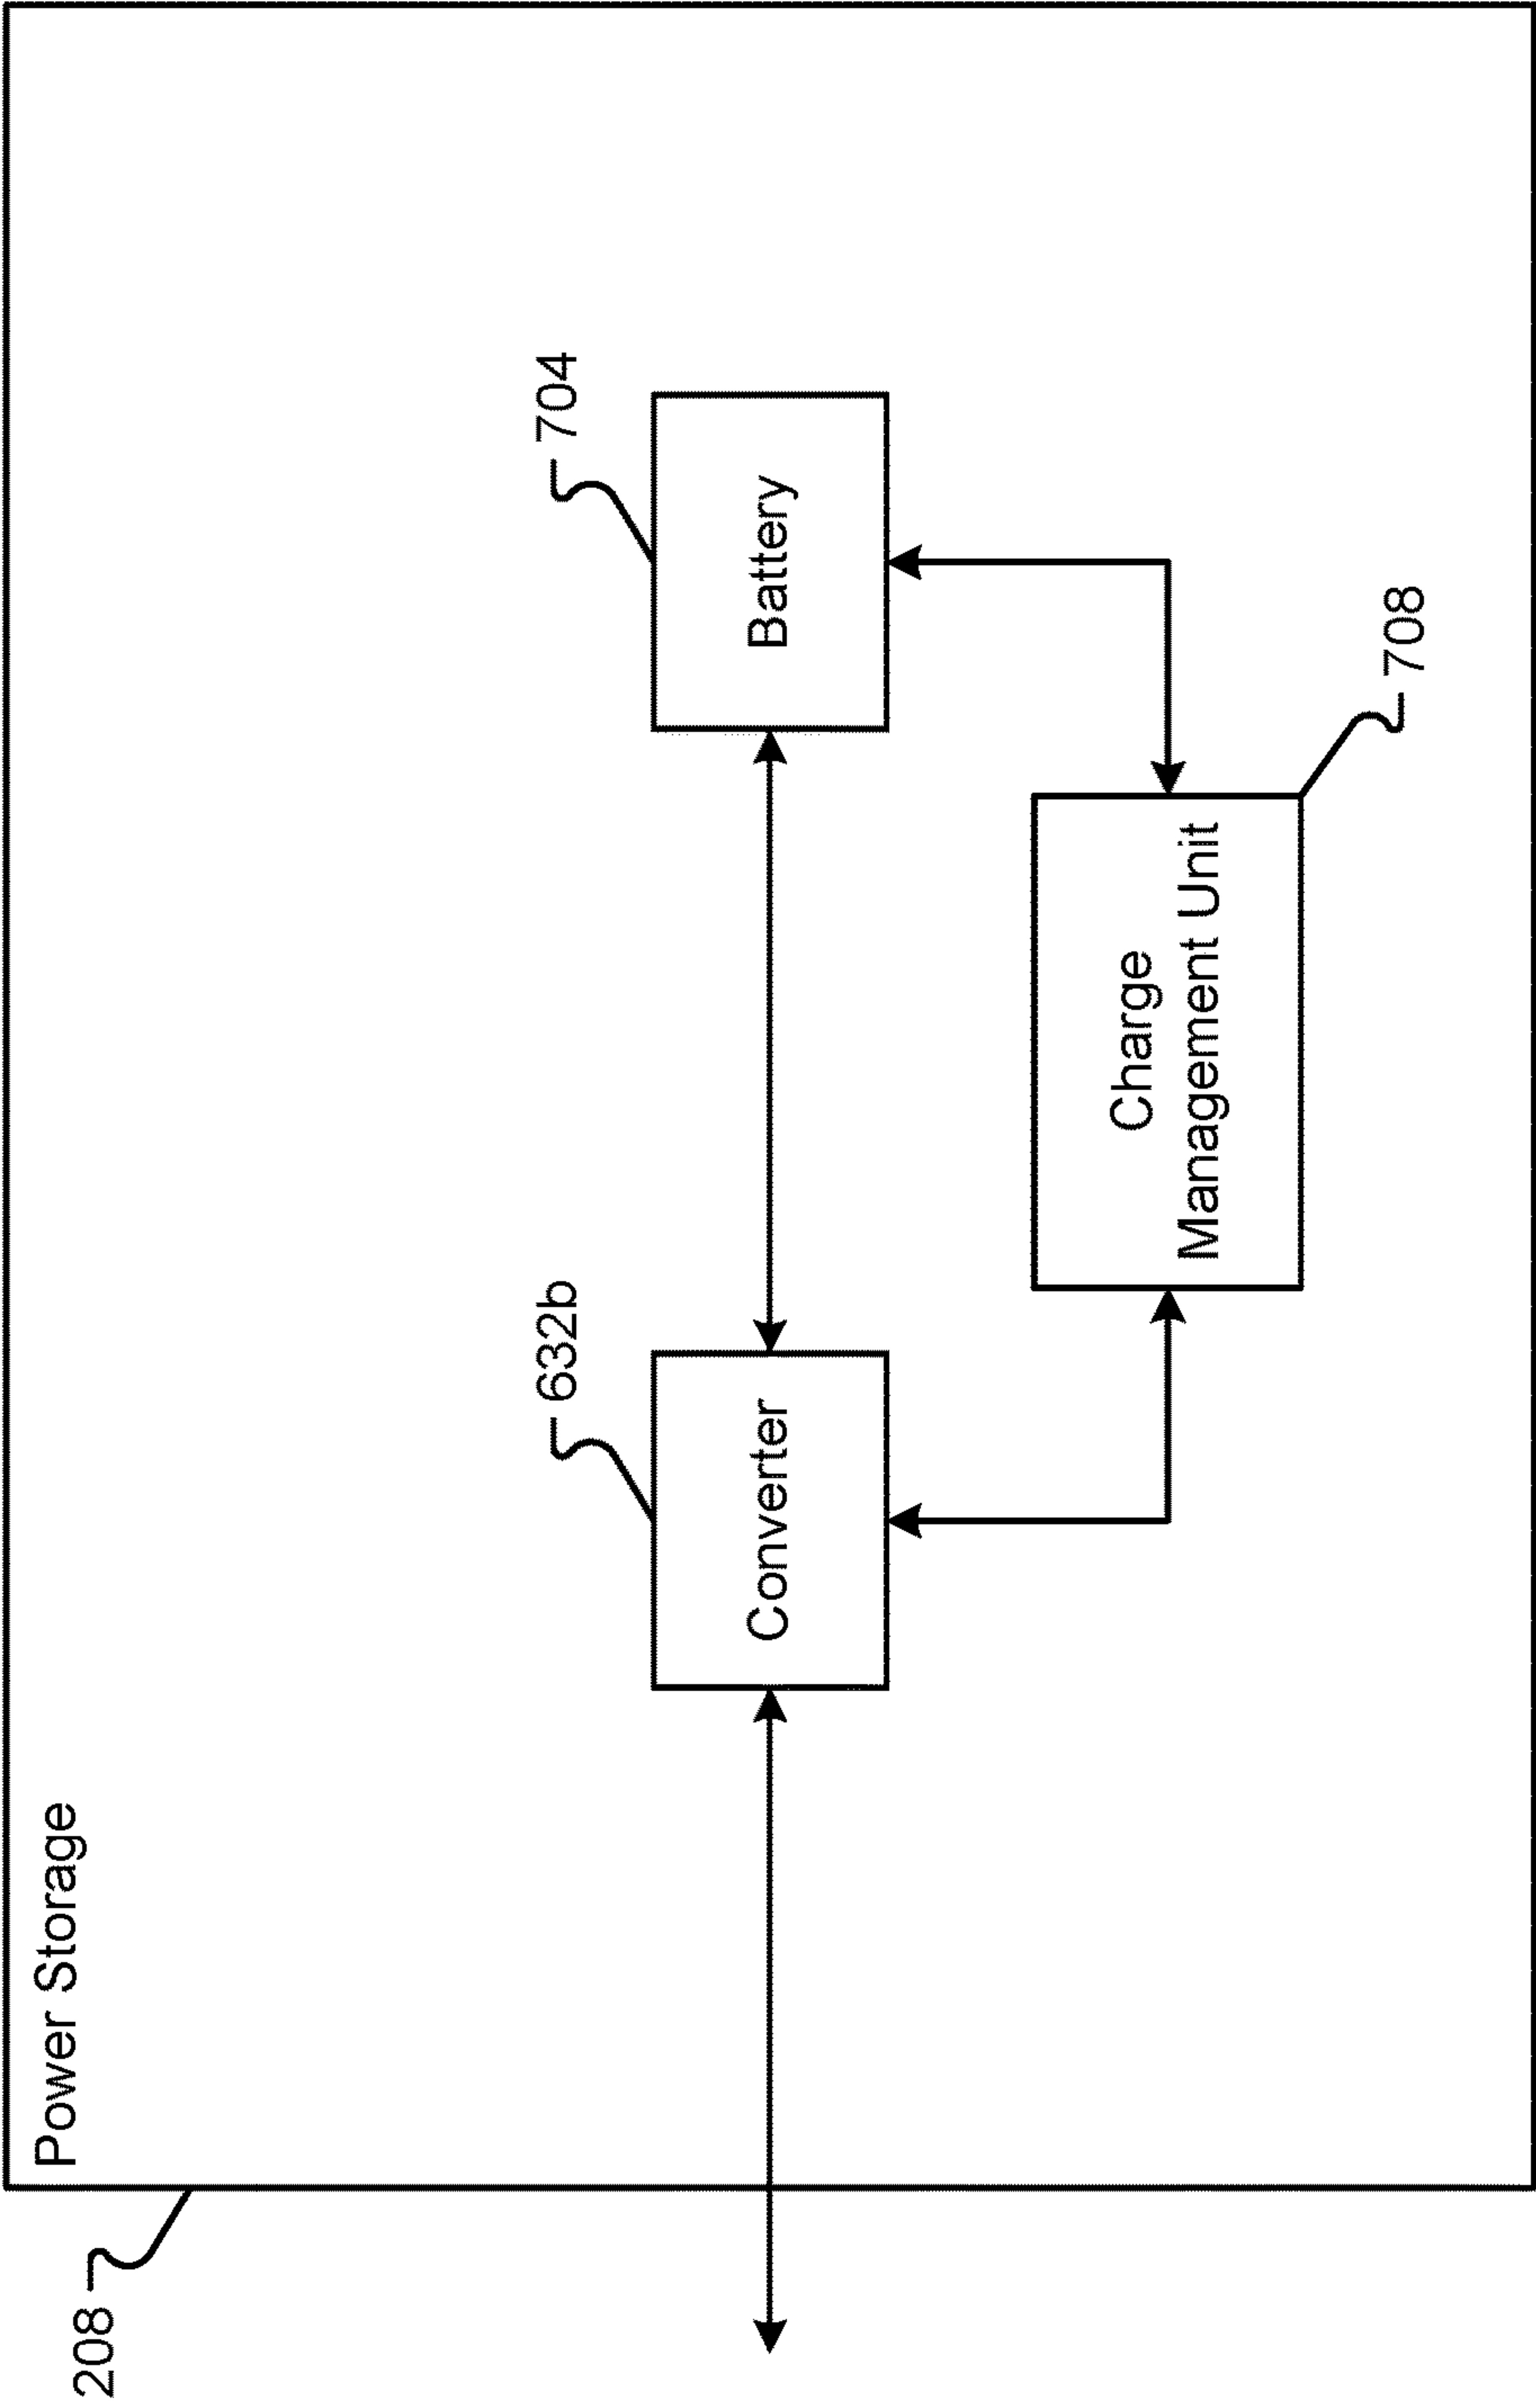 208
Power Storage
632b
704
Converter
Battery
Charge
Management Unit
708